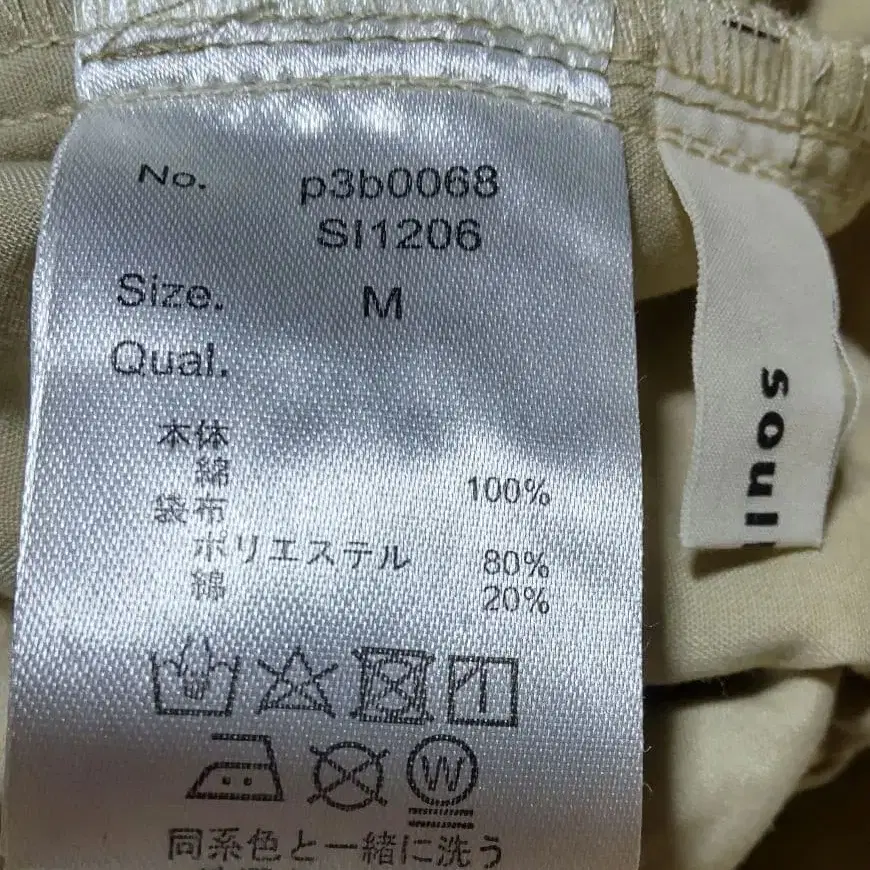 No. p3b0068
SI1206
Size. M
Qual.
本体
綿 100%
袋布
ポリエステル 80%
綿 20%
W
同系色と一緒に洗う
linos